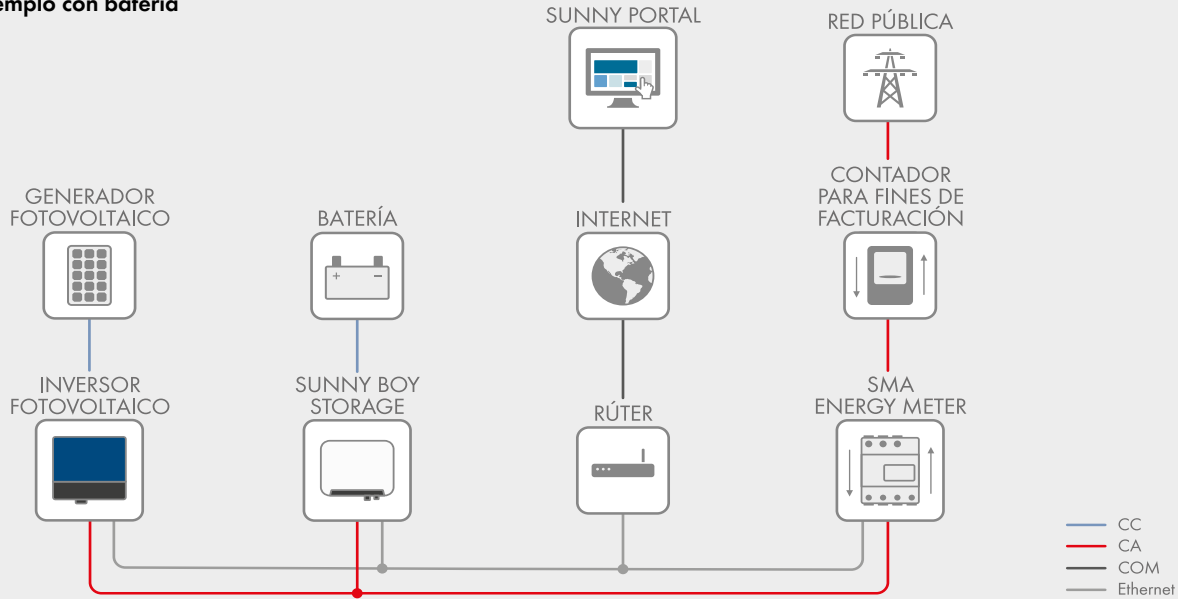 emplo con batería
SUNNY PORTAL
RED PÚBLICA
GENERADOR
FOTOVOLTAICO
BATERÍA
INTERNET
CONTADOR
PARA FINES DE
FACTURACIÓN
INVERSOR
FOTOVOLTAÍCO
SUNNY BOY
STORAGE
RÚTER
SMA
ENERGY METER
CC
CA
COM
Ethernet